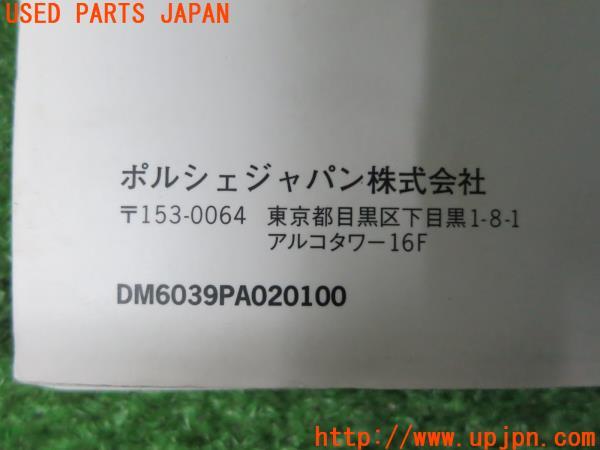 USED PARTS JAPAN
ポルシェジャパン株式会社
〒153-0064 東京都目黒区下目黒1-8-1
アルコタワー16F
DM6039PA020100
http://www.upjpn.com/